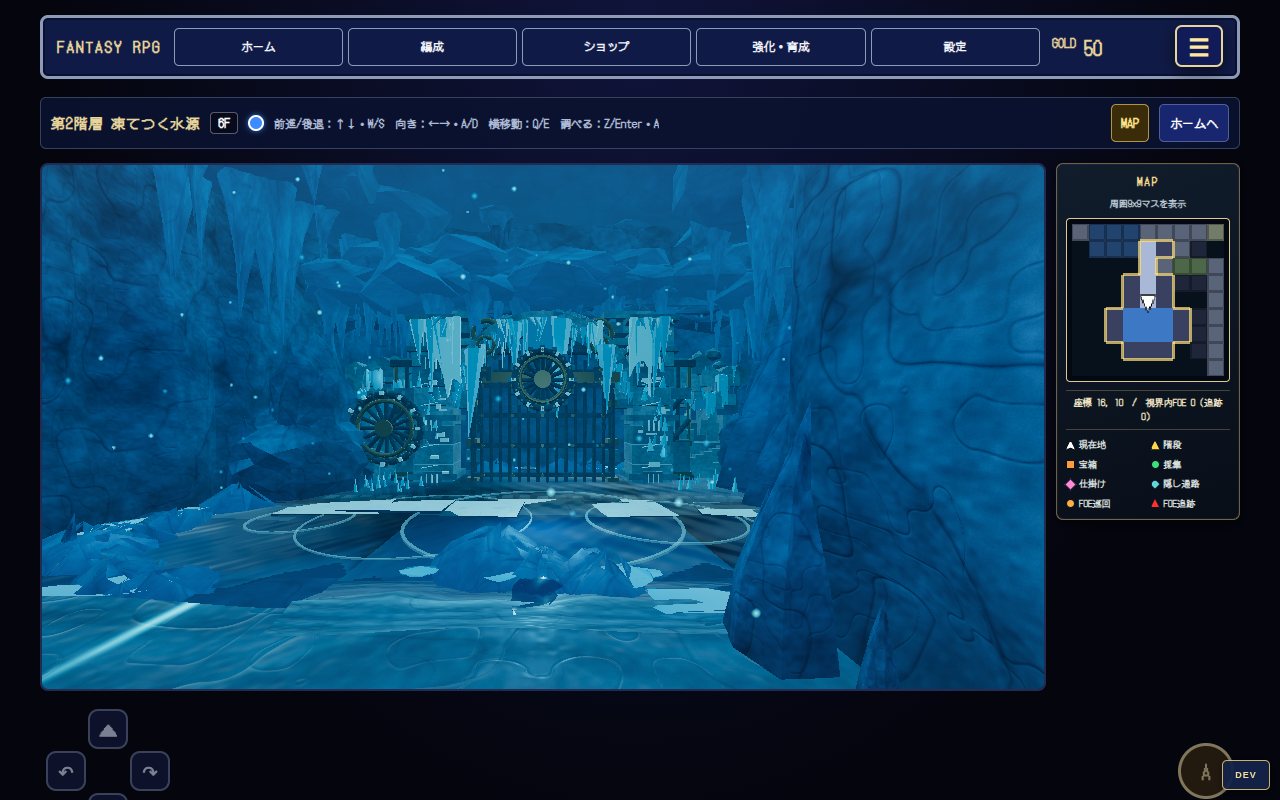 FANTASY RPG ホーム 編成 ショップ 強化・育成 設定 GOLD 50
第2階層 凍てつく水源 6F 前進/後退：↑↓・W/S 向き：←→・A/D 横移動：Q/E 調べる：Z/Enter・A MAP ホームへ
MAP
周囲9x9マスを表示
座標 16, 10 / 視界内FOE 0（追跡
0）
現在地 階段
宝箱 採集
仕掛け 隠し通路
FOE巡回 FOE追跡
A DEV